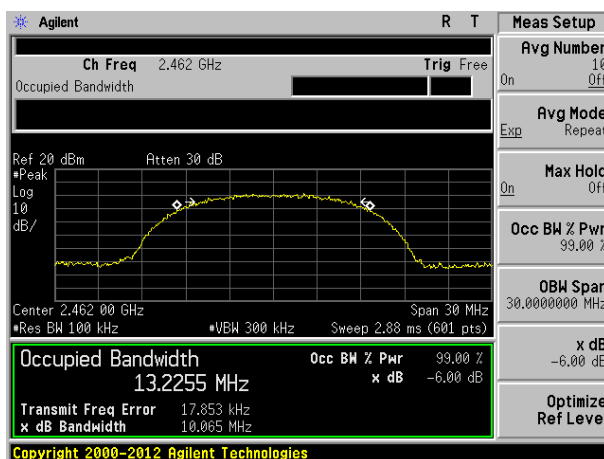 Agilent R T Meas Setup
Ch Freq 2.462 GHz Trig Free
Occupied Bandwidth
Ref 20 dBm Atten 30 dB
#Peak
Log
10
dB/
Center 2.462 00 GHz Span 30 MHz
#Res BW 100 kHz #VBW 300 kHz Sweep 2.88 ms (601 pts)
Occupied Bandwidth Occ BW % Pwr 99.00 %
13.2255 MHz x dB -6.00 dB
Transmit Freq Error 17.853 kHz
x dB Bandwidth 10.065 MHz
Copyright 2000-2012 Agilent Technologies
Avg Number
10
On Off
Avg Mode
Exp Repeat
Max Hold
On Off
Occ BW % Pwr
99.00 %
OBW Span
30.0000000 MHz
x dB
-6.00 dB
Optimize
Ref Level